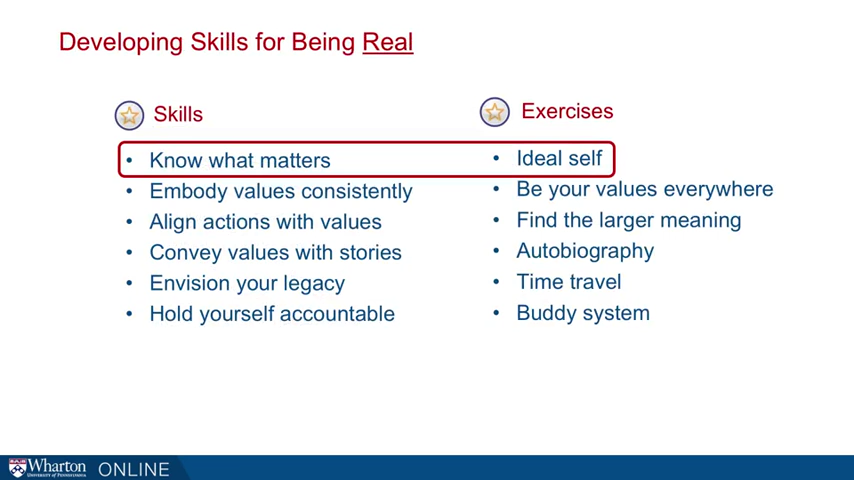 Developing Skills for Being Real
Skills
• Know what matters
• Embody values consistently
• Align actions with values
• Convey values with stories
• Envision your legacy
• Hold yourself accountable
Exercises
• Ideal self
• Be your values everywhere
• Find the larger meaning
• Autobiography
• Time travel
• Buddy system
Wharton
UNIVERSITY of PENNSYLVANIA
ONLINE